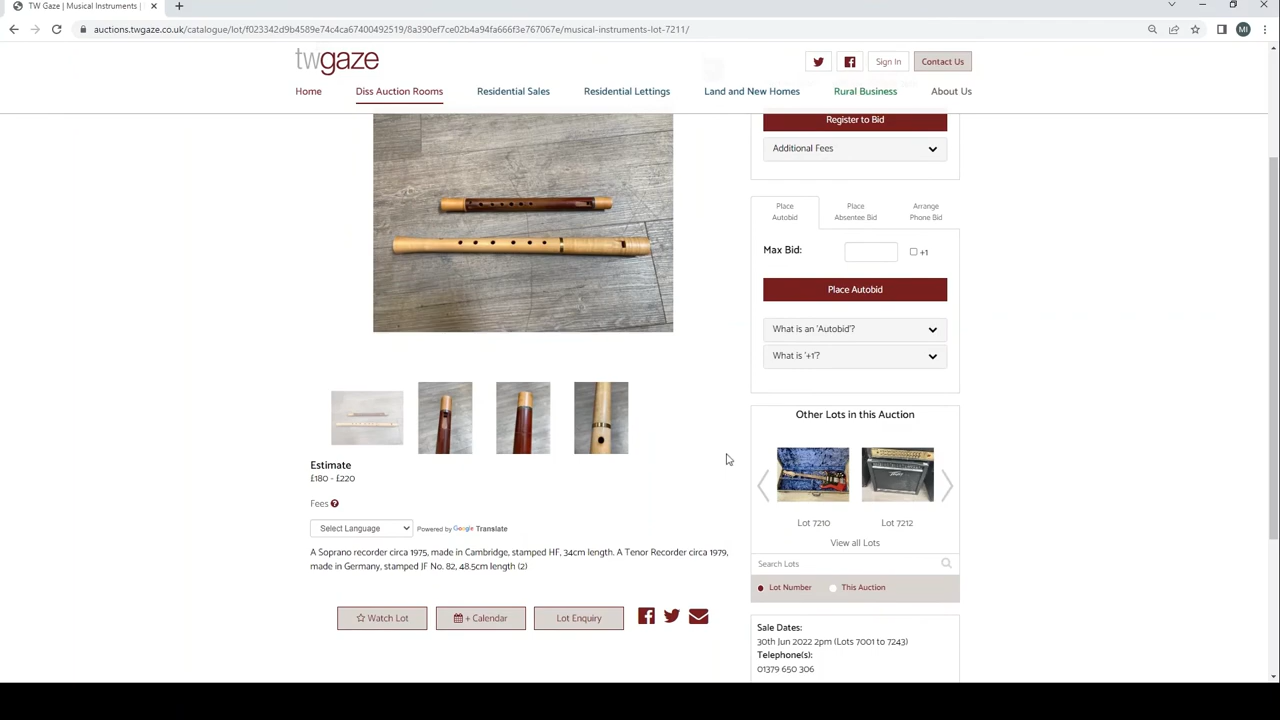 TW Gaze | Musical Instruments
auctions.twgaze.co.uk/catalogue/lot/f023342d9b4589e74c4ca67400492519/8a390ef7ce02b4a94fa666f3e767067e/musical-instruments-lot-7211/
MI
twgaze
Sign In
Contact Us
Home
Diss Auction Rooms
Residential Sales
Residential Lettings
Land and New Homes
Rural Business
About Us
Register to Bid
Additional Fees
Place
Autobid
Place
Absentee Bid
Arrange
Phone Bid
Max Bid:
+1
Place Autobid
What is an 'Autobid'?
What is '+1'?
Other Lots in this Auction
Lot 7210
Lot 7212
View all Lots
Search Lots
Lot Number
This Auction
Sale Dates:
30th Jun 2022 2pm (Lots 7001 to 7243)
Telephone(s):
01379 650 306
Estimate
£180 - £220
Fees ?
Select Language
Powered by Google Translate
A Soprano recorder circa 1975, made in Cambridge, stamped HF, 34cm length. A Tenor Recorder circa 1979,
made in Germany, stamped JF No. 82, 48.5cm length (2)
Watch Lot
+ Calendar
Lot Enquiry